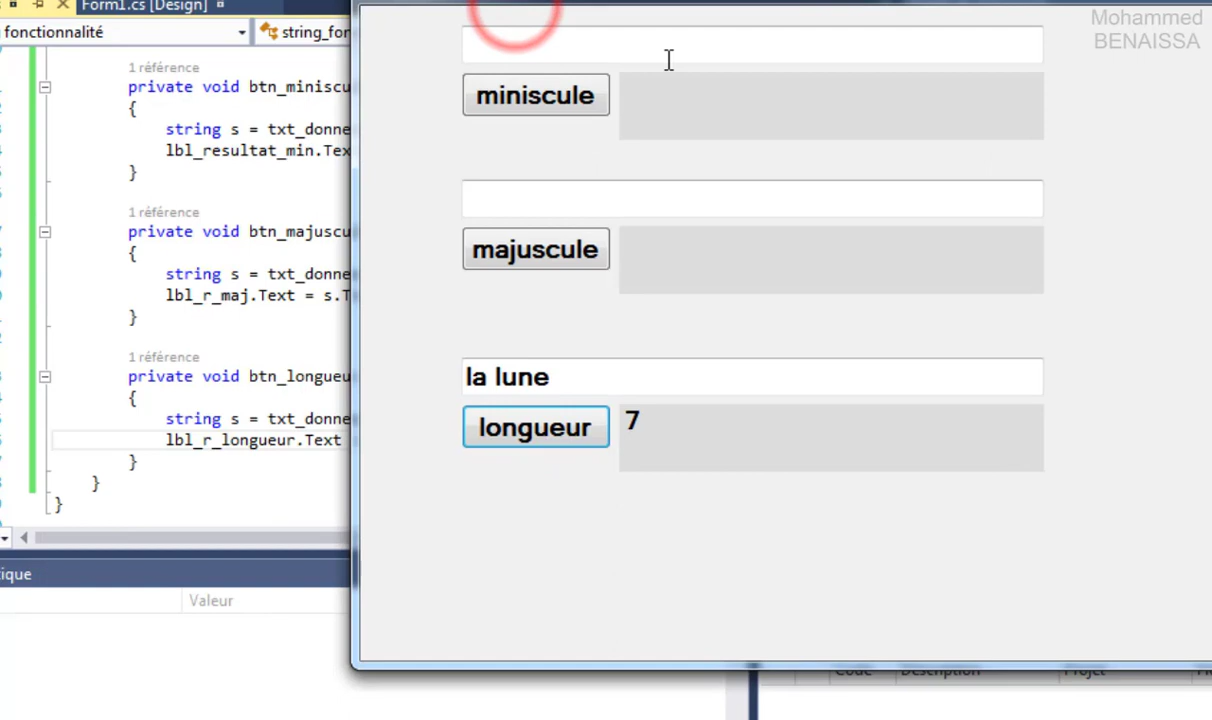 Form1.cs [Design]
fonctionnalité
Mohammed
BENAISSA
1 référence
private void btn_miniscu
{
string s = txt_donne
lbl_resultat_min.Tex
}
1 référence
private void btn_majuscu
{
string s = txt_donne
lbl_r_maj.Text = s.T
}
1 référence
private void btn_longueu
{
string s = txt_donne
lbl_r_longueur.Text
}
}
}
Valeur
miniscule
majuscule
la lune
longueur
7
Code Description Projet